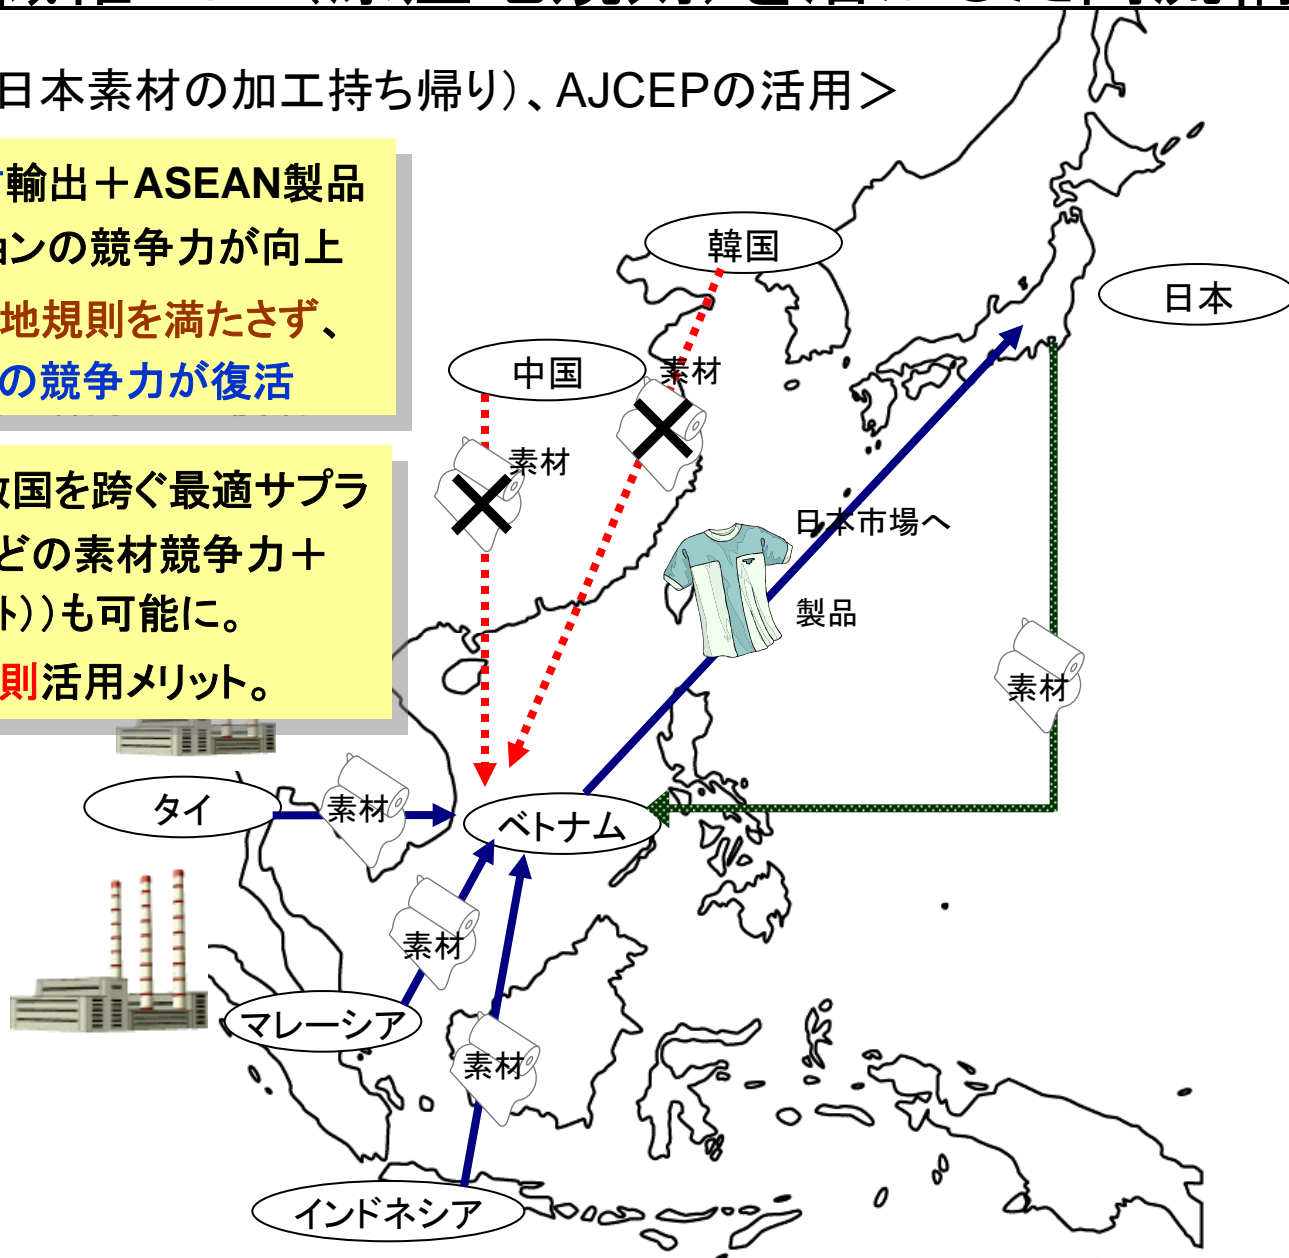 日本素材の加工持ち帰り）、AJCEPの活用＞
輸出＋ASEAN製品
ョンの競争力が向上
地規則を満たさず、
の競争力が復活
数国を跨ぐ最適サプラ
どの素材競争力＋
ト））も可能に。
則活用メリット。
韓国
日本
中国
素材
素材
日本市場へ
製品
素材
タイ
素材
ベトナム
素材
マレーシア
素材
インドネシア